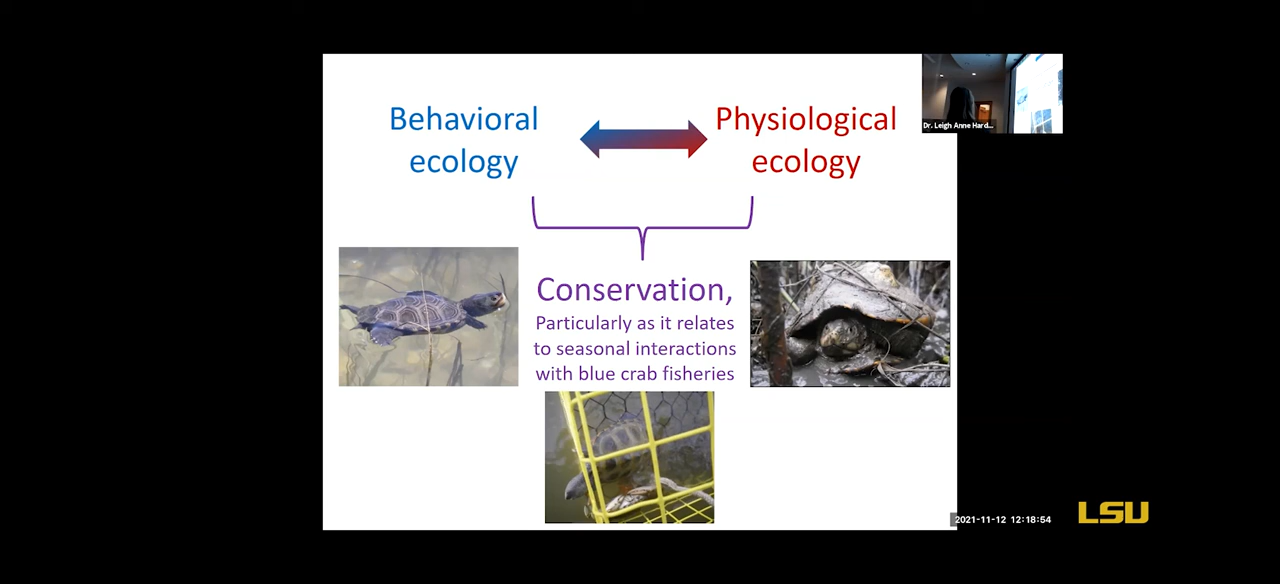 Behavioral
ecology
Physiological
ecology
Dr. Leigh Anne Hard...
Conservation,
Particularly as it relates
to seasonal interactions
with blue crab fisheries
2021-11-12 12:18:54
LSU